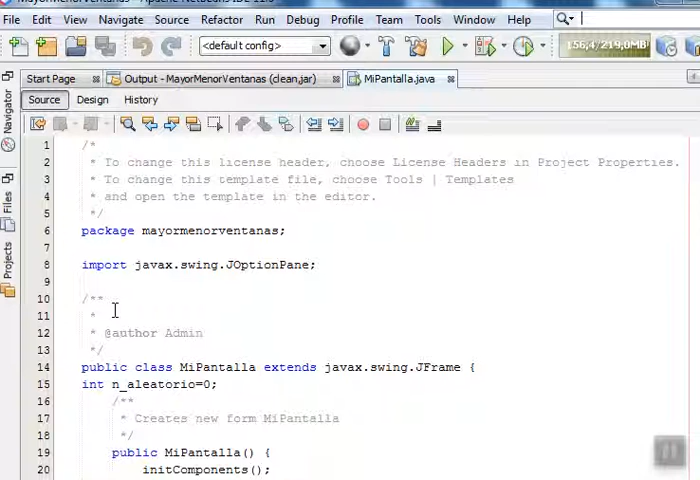 File Edit View Navigate Source Refactor Run Debug Profile Team Tools Window Help
<default config> 156,4/219,0MB
Start Page Output - MayorMenorVentanas (clean,jar) MiPantalla.java
Source Design History
Navigator
Files
Projects
1 /*
2 * To change this license header, choose License Headers in Project Properties.
3 * To change this template file, choose Tools | Templates
4 * and open the template in the editor.
5 */
6 package mayormenorventanas;
7
8 import javax.swing.JOptionPane;
9
10 /**
11 *
12 * @author Admin
13 */
14 public class MiPantalla extends javax.swing.JFrame {
15 int n_aleatorio=0;
16 /**
17 * Creates new form MiPantalla
18 */
19 public MiPantalla() {
20 initComponents();